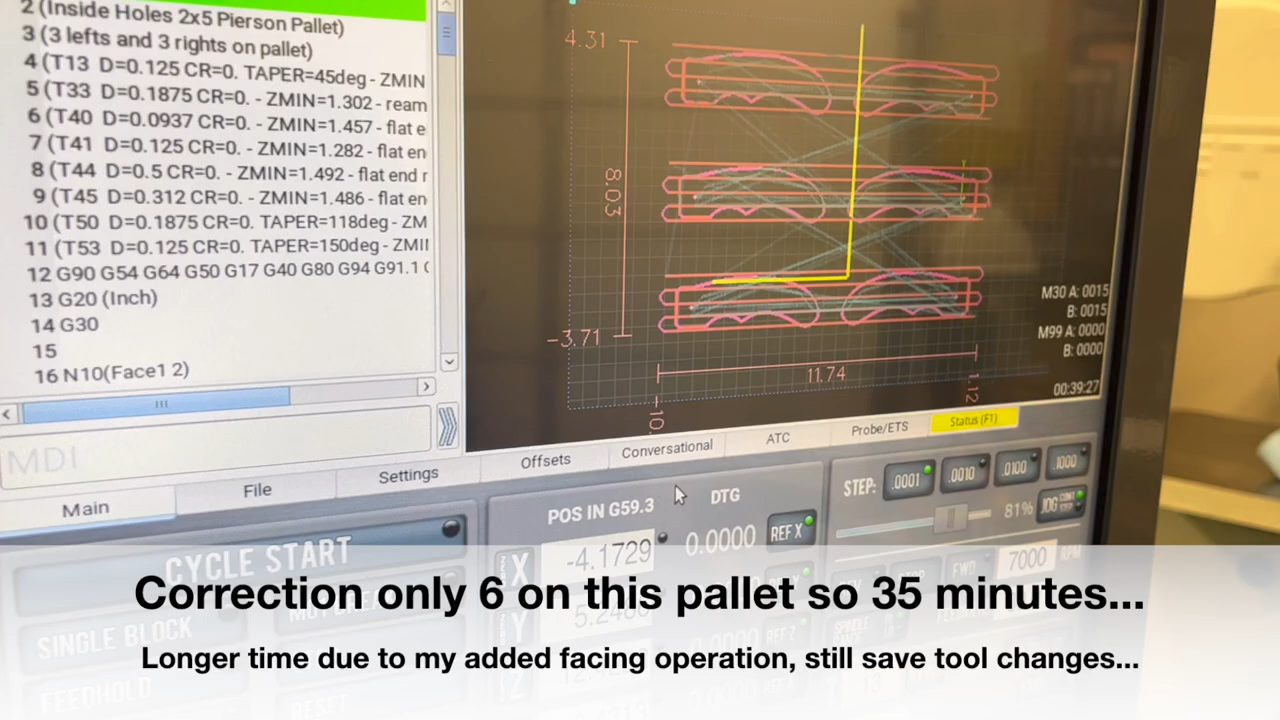 2 (Inside Holes 2x5 Pierson Pallet)
3 (3 lefts and 3 rights on pallet)
4 (T13 D=0.125 CR=0. TAPER=45deg - ZMIN
5 (T33 D=0.1875 CR=0. - ZMIN=1.302 - ream
6 (T40 D=0.0937 CR=0. - ZMIN=1.457 - flat e
7 (T41 D=0.125 CR=0. - ZMIN=1.282 - flat en
8 (T44 D=0.5 CR=0. - ZMIN=1.492 - flat end r
9 (T45 D=0.312 CR=0. - ZMIN=1.486 - flat en
10 (T50 D=0.1875 CR=0. TAPER=118deg - ZM
11 (T53 D=0.125 CR=0. TAPER=150deg - ZMI
12 G90 G54 G64 G50 G17 G40 G80 G94 G91.1 (
13 G20 (Inch)
14 G30
15
16 N10(Face1 2)
MDI
4.31
8.03
-3.71
11.74
-10.
1.12
M30 A: 0015
B: 0015
M99 A: 0000
B: 0000
00:39:27
Main
File
Settings
Offsets
Conversational
ATC
Probe/ETS
Status (F1)
CYCLE START
SINGLE BLOCK
FEEDHOLD
RESET
POS IN G59.3
DTG
X
-4.1729
0.0000
REF X
STEP:
.0001
.0010
.0100
.1000
81%
JOG
FWD
7000
RPM
Correction only 6 on this pallet so 35 minutes...
Longer time due to my added facing operation, still save tool changes...